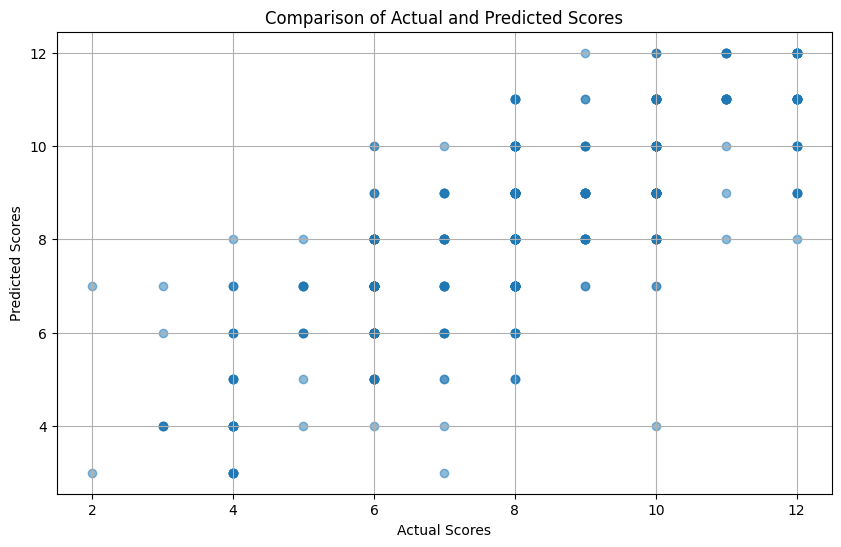 Comparison of Actual and Predicted Scores
12
10
8
6
4
Predicted Scores
2 4 6 8 10 12
Actual Scores